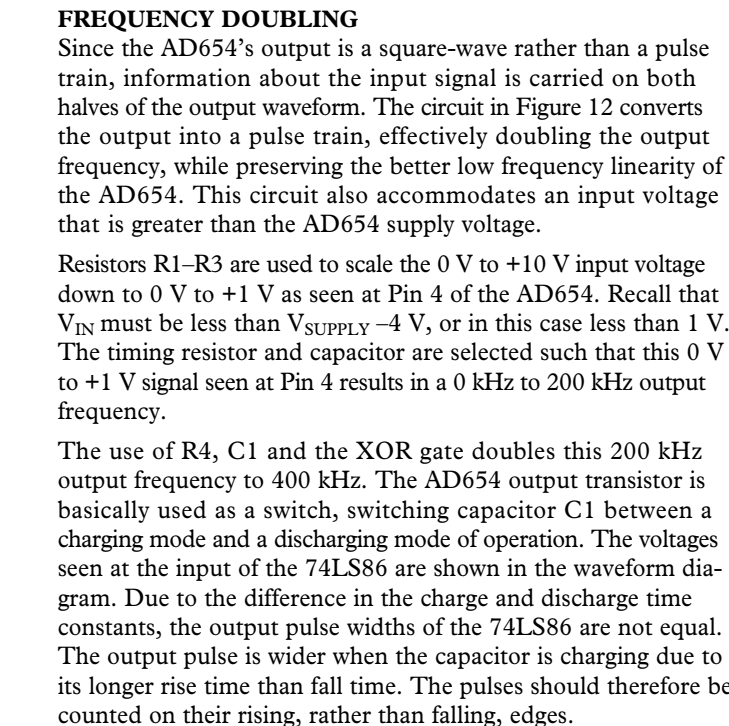 FREQUENCY DOUBLING
Since the AD654’s output is a square-wave rather than a pulse
train, information about the input signal is carried on both
halves of the output waveform. The circuit in Figure 12 converts
the output into a pulse train, effectively doubling the output
frequency, while preserving the better low frequency linearity of
the AD654. This circuit also accommodates an input voltage
that is greater than the AD654 supply voltage.
Resistors R1–R3 are used to scale the 0 V to +10 V input voltage
down to 0 V to +1 V as seen at Pin 4 of the AD654. Recall that
VIN must be less than VSUPPLY –4 V, or in this case less than 1 V.
The timing resistor and capacitor are selected such that this 0 V
to +1 V signal seen at Pin 4 results in a 0 kHz to 200 kHz output
frequency.
The use of R4, C1 and the XOR gate doubles this 200 kHz
output frequency to 400 kHz. The AD654 output transistor is
basically used as a switch, switching capacitor C1 between a
charging mode and a discharging mode of operation. The voltages
seen at the input of the 74LS86 are shown in the waveform dia-
gram. Due to the difference in the charge and discharge time
constants, the output pulse widths of the 74LS86 are not equal.
The output pulse is wider when the capacitor is charging due to
its longer rise time than fall time. The pulses should therefore be
counted on their rising, rather than falling, edges.